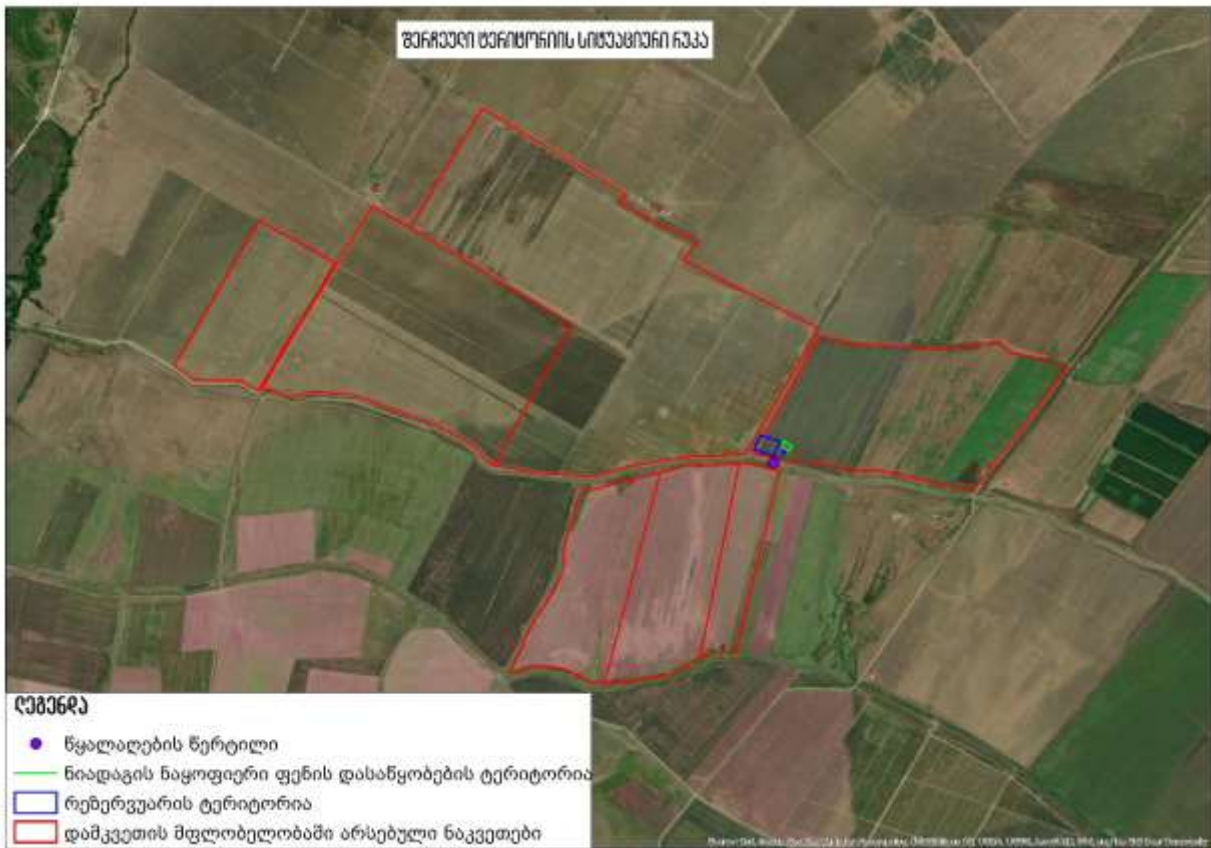 შერჩეული ტერიტორიის სიტუაციური რუკა
ლეგენდა
წყალაღების წერტილი
ნიადაგის ნაყოფიერი ფენის დასაწყობების ტერიტორია
რეზერვუარის ტერიტორია
დამკვეთის მფლობელობაში არსებული ნაკვეთები